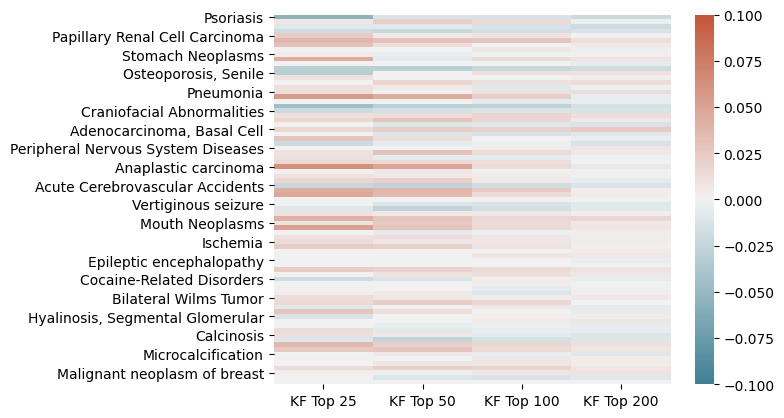 Psoriasis
Papillary Renal Cell Carcinoma
Stomach Neoplasms
Osteoporosis, Senile
Pneumonia
Craniofacial Abnormalities
Adenocarcinoma, Basal Cell
Peripheral Nervous System Diseases
Anaplastic carcinoma
Acute Cerebrovascular Accidents
Vertiginous seizure
Mouth Neoplasms
Ischemia
Epileptic encephalopathy
Cocaine-Related Disorders
Bilateral Wilms Tumor
Hyalinosis, Segmental Glomerular
Calcinosis
Microcalcification
Malignant neoplasm of breast
KF Top 25 KF Top 50 KF Top 100 KF Top 200
0.100
0.075
0.050
0.025
0.000
−0.025
−0.050
−0.075
−0.100